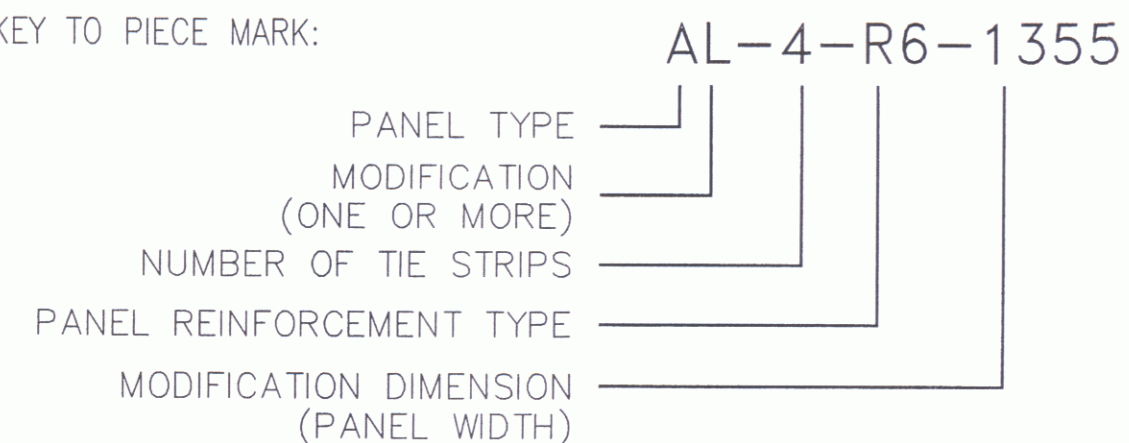 KEY TO PIECE MARK:
AL-4-R6-1355
PANEL TYPE
MODIFICATION
(ONE OR MORE)
NUMBER OF TIE STRIPS
PANEL REINFORCEMENT TYPE
MODIFICATION DIMENSION
(PANEL WIDTH)